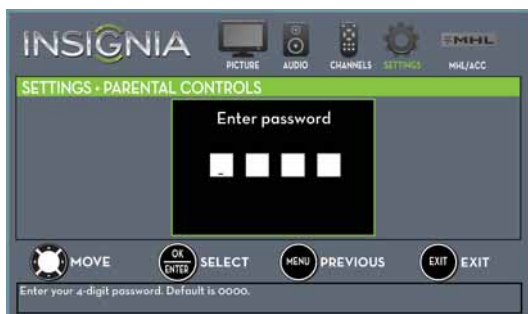 INSIGNIA
PICTURE AUDIO CHANNELS SETTINGS MHL/ACC
MHL
SETTINGS • PARENTAL CONTROLS
Enter password
MOVE OK ENTER SELECT MENU PREVIOUS EXIT EXIT
Enter your 4-digit password. Default is 0000.